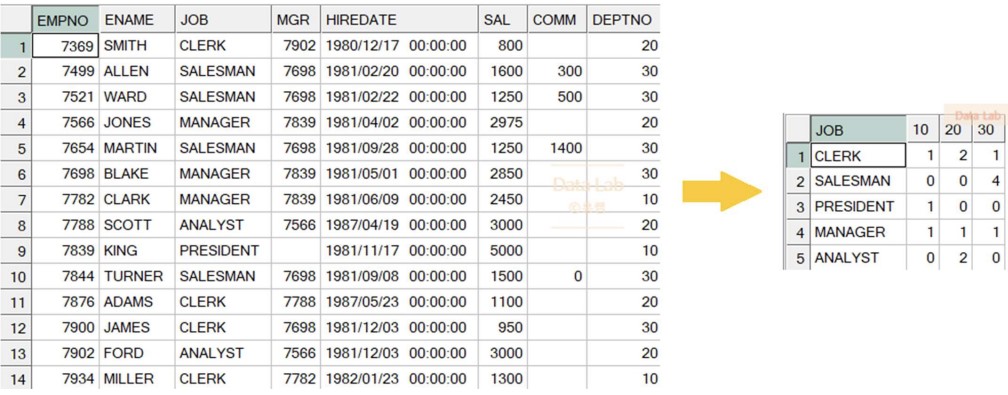 EMPNO ENAME JOB MGR HIREDATE SAL COMM DEPTNO
1 7369 SMITH CLERK 7902 1980/12/17 00:00:00 800 20
2 7499 ALLEN SALESMAN 7698 1981/02/20 00:00:00 1600 300 30
3 7521 WARD SALESMAN 7698 1981/02/22 00:00:00 1250 500 30
4 7566 JONES MANAGER 7839 1981/04/02 00:00:00 2975 20
5 7654 MARTIN SALESMAN 7698 1981/09/28 00:00:00 1250 1400 30
6 7698 BLAKE MANAGER 7839 1981/05/01 00:00:00 2850 30
7 7782 CLARK MANAGER 7839 1981/06/09 00:00:00 2450 10
8 7788 SCOTT ANALYST 7566 1987/04/19 00:00:00 3000 20
9 7839 KING PRESIDENT 1981/11/17 00:00:00 5000 10
10 7844 TURNER SALESMAN 7698 1981/09/08 00:00:00 1500 0 30
11 7876 ADAMS CLERK 7788 1987/05/23 00:00:00 1100 20
12 7900 JAMES CLERK 7698 1981/12/03 00:00:00 950 30
13 7902 FORD ANALYST 7566 1981/12/03 00:00:00 3000 20
14 7934 MILLER CLERK 7782 1982/01/23 00:00:00 1300 10
Data Lab
Data Lab
JOB 10 20 30
1 CLERK 1 2 1
2 SALESMAN 0 0 4
3 PRESIDENT 1 0 0
4 MANAGER 1 1 1
5 ANALYST 0 2 0